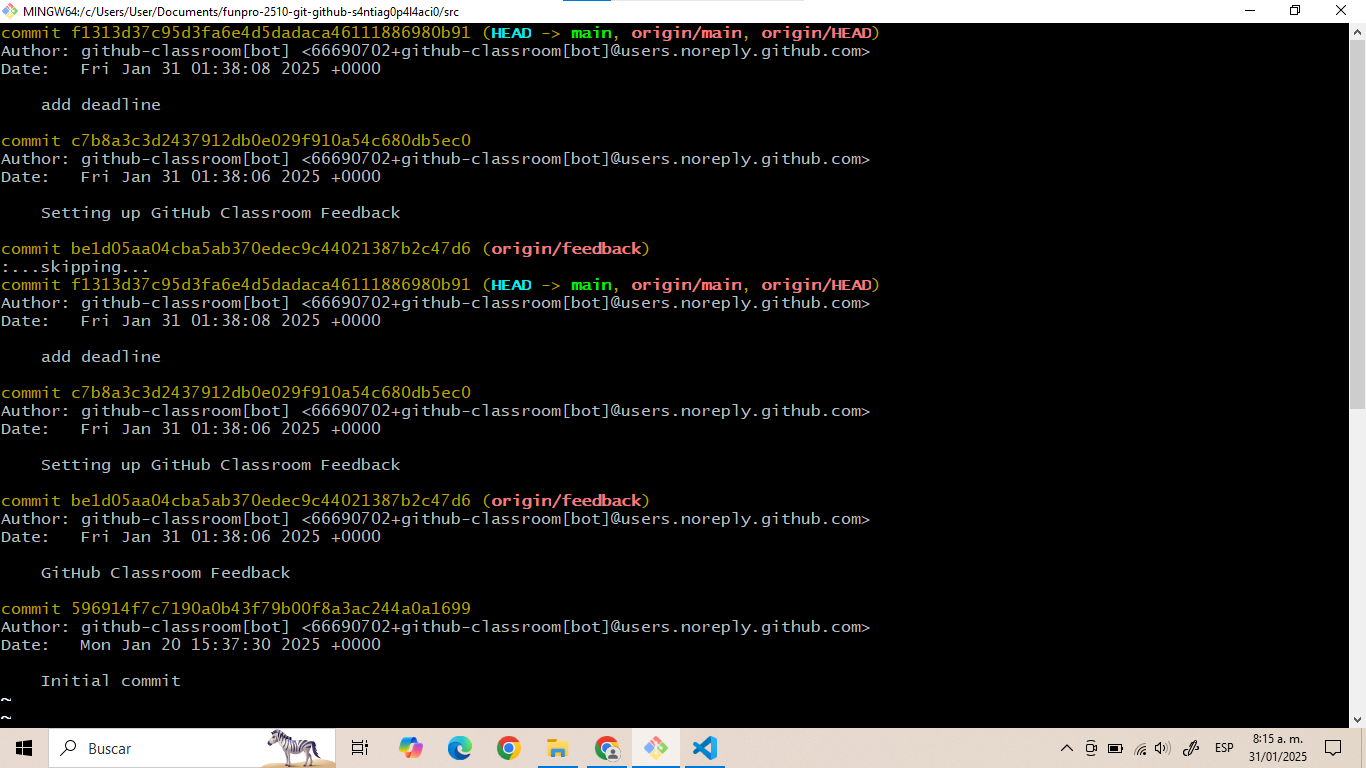 MINGW64:/c/Users/User/Documents/funpro-2510-git-github-s4ntiag0p4l4aci0/src
commit f1313d37c95d3fa6e4d5dadaca46111886980b91 (HEAD -> main, origin/main, origin/HEAD)
Author: github-classroom[bot] <66690702+github-classroom[bot]@users.noreply.github.com>
Date:   Fri Jan 31 01:38:08 2025 +0000
    add deadline
commit c7b8a3c3d2437912db0e029f910a54c680db5ec0
Author: github-classroom[bot] <66690702+github-classroom[bot]@users.noreply.github.com>
Date:   Fri Jan 31 01:38:06 2025 +0000
    Setting up GitHub Classroom Feedback
commit be1d05aa04cba5ab370edec9c44021387b2c47d6 (origin/feedback)
:...skipping...
commit f1313d37c95d3fa6e4d5dadaca46111886980b91 (HEAD -> main, origin/main, origin/HEAD)
Author: github-classroom[bot] <66690702+github-classroom[bot]@users.noreply.github.com>
Date:   Fri Jan 31 01:38:08 2025 +0000
    add deadline
commit c7b8a3c3d2437912db0e029f910a54c680db5ec0
Author: github-classroom[bot] <66690702+github-classroom[bot]@users.noreply.github.com>
Date:   Fri Jan 31 01:38:06 2025 +0000
    Setting up GitHub Classroom Feedback
commit be1d05aa04cba5ab370edec9c44021387b2c47d6 (origin/feedback)
Author: github-classroom[bot] <66690702+github-classroom[bot]@users.noreply.github.com>
Date:   Fri Jan 31 01:38:06 2025 +0000
    GitHub Classroom Feedback
commit 596914f7c7190a0b43f79b00f8a3ac244a0a1699
Author: github-classroom[bot] <66690702+github-classroom[bot]@users.noreply.github.com>
Date:   Mon Jan 20 15:37:30 2025 +0000
    Initial commit
~
~
Buscar
ESP
8:15 a. m.
31/01/2025